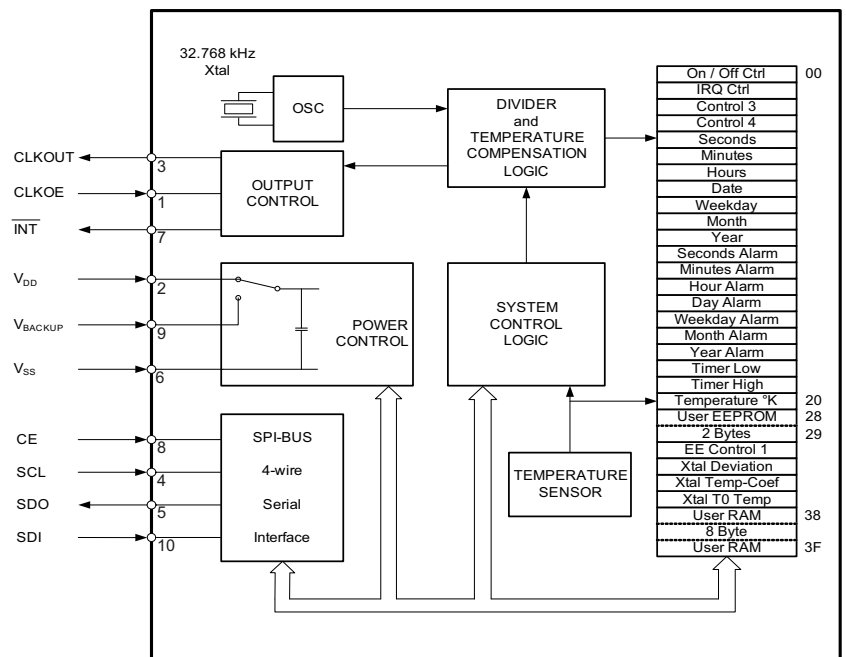 32.768 kHz
Xtal
OSC
DIVIDER
and
TEMPERATURE
COMPENSATION
LOGIC
CLKOUT
3
CLKOE
1
INT
7
OUTPUT
CONTROL
VDD
2
VBACKUP
9
VSS
6
POWER
CONTROL
SYSTEM
CONTROL
LOGIC
CE
8
SCL
4
SDO
5
SDI
10
SPI-BUS
4-wire
Serial
Interface
TEMPERATURE
SENSOR
On / Off Ctrl 00
IRQ Ctrl
Control 3
Control 4
Seconds
Minutes
Hours
Date
Weekday
Month
Year
Seconds Alarm
Minutes Alarm
Hour Alarm
Day Alarm
Weekday Alarm
Month Alarm
Year Alarm
Timer Low
Timer High
Temperature °K 20
User EEPROM 28
2 Bytes 29
EE Control 1
Xtal Deviation
Xtal Temp-Coef
Xtal T0 Temp
User RAM 38
8 Byte
User RAM 3F